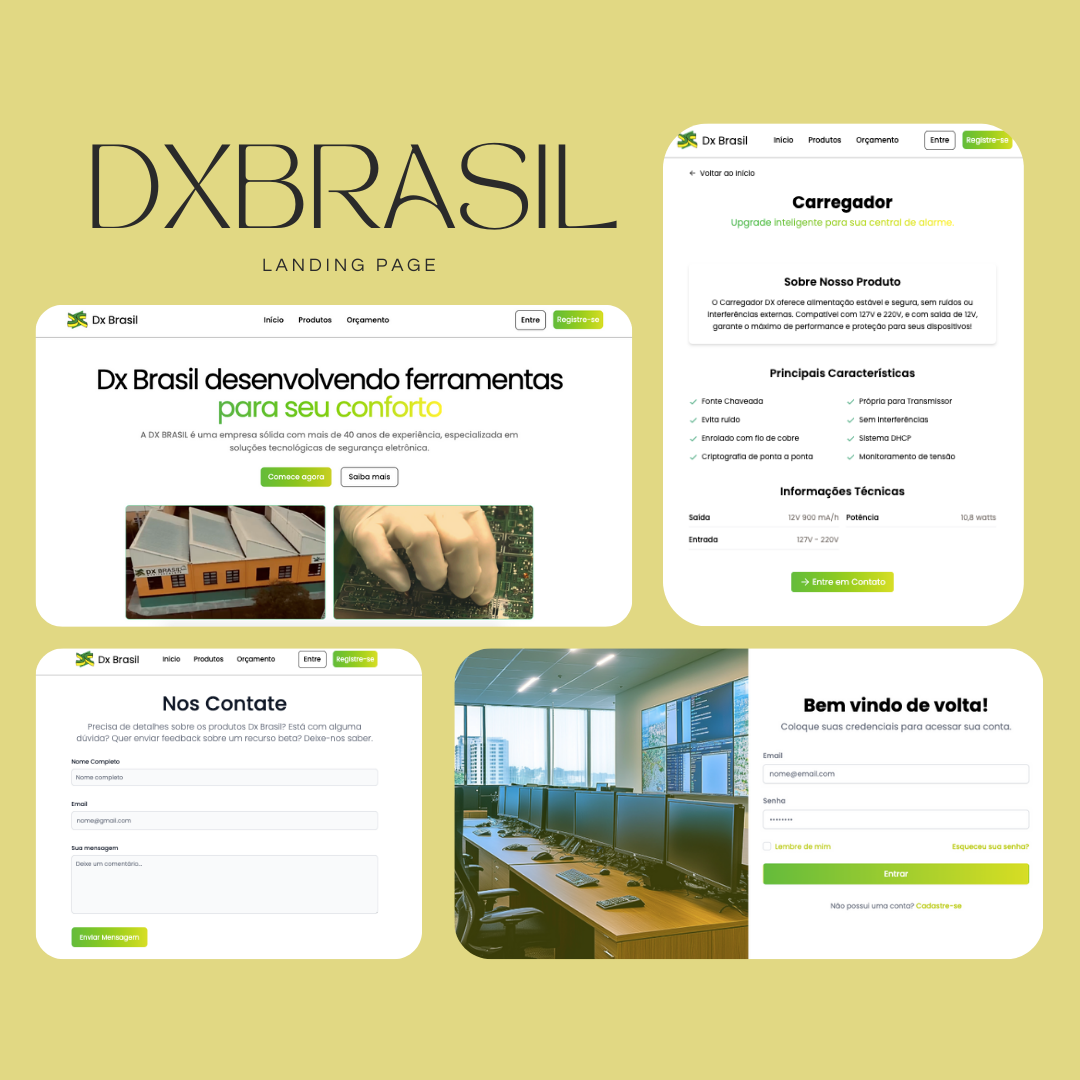 DXBRASIL
LANDING PAGE
Dx Brasil
Início Produtos Orçamento
Entre Registre-se
Dx Brasil desenvolvendo ferramentas
para seu conforto
A DX BRASIL é uma empresa sólida com mais de 40 anos de experiência, especializada em
soluções tecnológicas de segurança eletrônica.
Comece agora Saiba mais
DX BRASIL
Dx Brasil
Início Produtos Orçamento
Entre Registre-se
← Voltar ao início
Carregador
Upgrade inteligente para sua central de alarme.
Sobre Nosso Produto
O Carregador DX oferece alimentação estável e segura, sem ruídos ou
interferências externas. Compatível com 127V e 220V, e com saída de 12V,
garante o máximo de performance e proteção para seus dispositivos!
Principais Características
Fonte Chaveada Própria para Transmissor
Evita ruído Sem Interferências
Enrolado com fio de cobre Sistema DHCP
Criptografia de ponta a ponta Monitoramento de tensão
Informações Técnicas
Saída 12V 900 mA/h Potência 10,8 watts
Entrada 127V - 220V
→ Entre em Contato
Dx Brasil
Início Produtos Orçamento
Entre Registre-se
Nos Contate
Precisa de detalhes sobre os produtos Dx Brasil? Está com alguma
dúvida? Quer enviar feedback sobre um recurso beta? Deixe-nos saber.
Nome Completo
Nome completo
Email
nome@gmail.com
Sua mensagem
Deixe um comentário...
Enviar Mensagem
Bem vindo de volta!
Coloque suas credenciais para acessar sua conta.
Email
nome@email.com
Senha
••••••••
Lembre de mim Esqueceu sua senha?
Entrar
Não possui uma conta? Cadastre-se